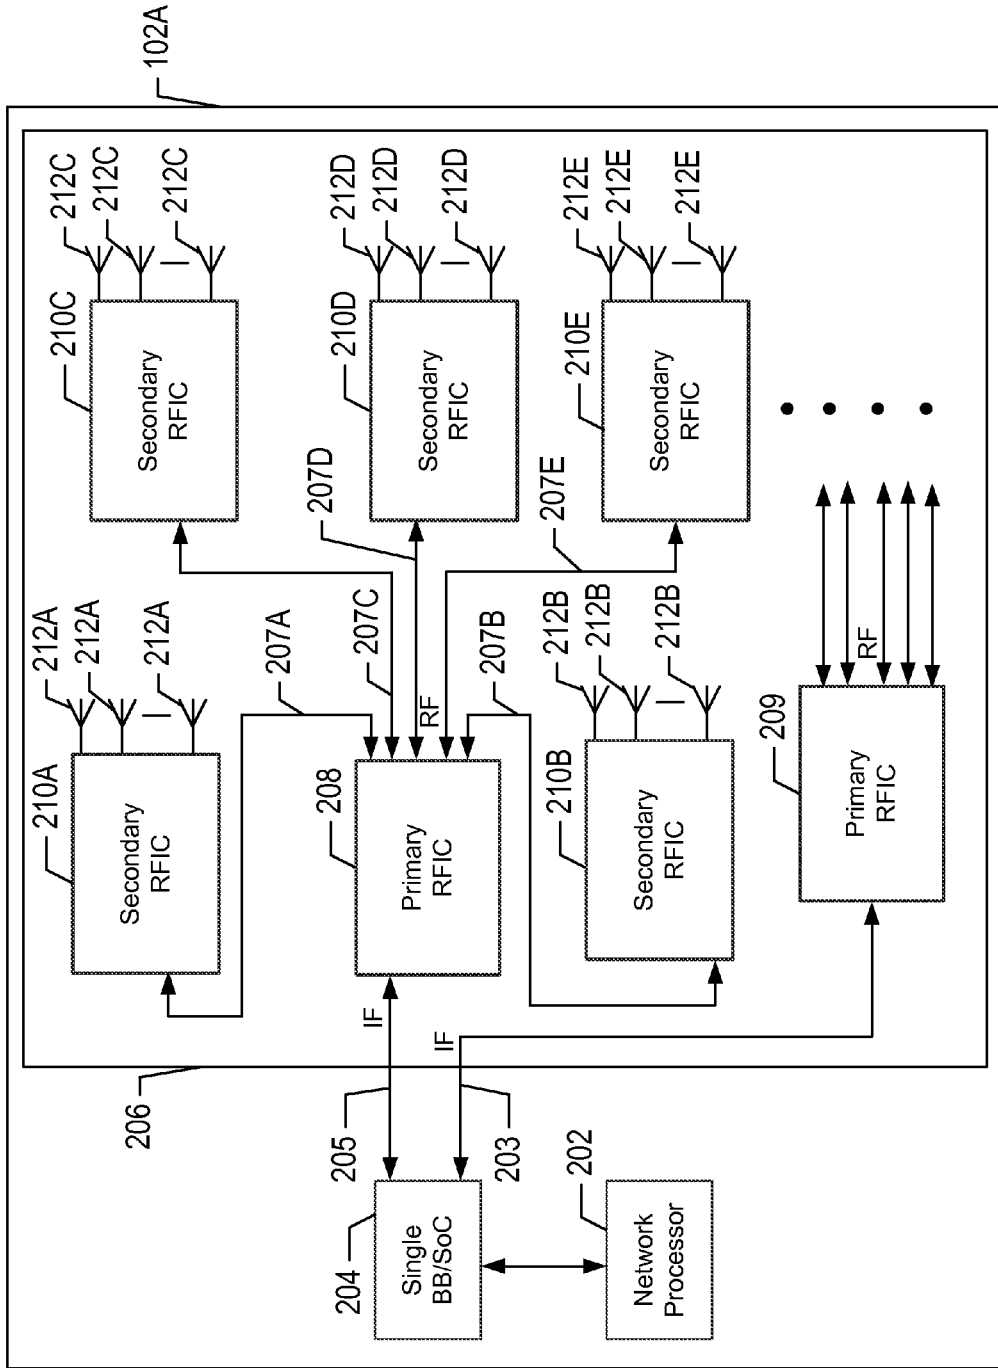 102A
206
210A
212A
212A
212A
Secondary
RFIC
207A
210C
212C
212C
212C
Secondary
RFIC
207C
208
Primary
RFIC
IF
205
RF
207D
210D
212D
212D
212D
Secondary
RFIC
204
Single
BB/SoC
IF
203
207B
210B
212B
212B
212B
Secondary
RFIC
207E
210E
212E
212E
212E
Secondary
RFIC
202
Network
Processor
209
Primary
RFIC
RF